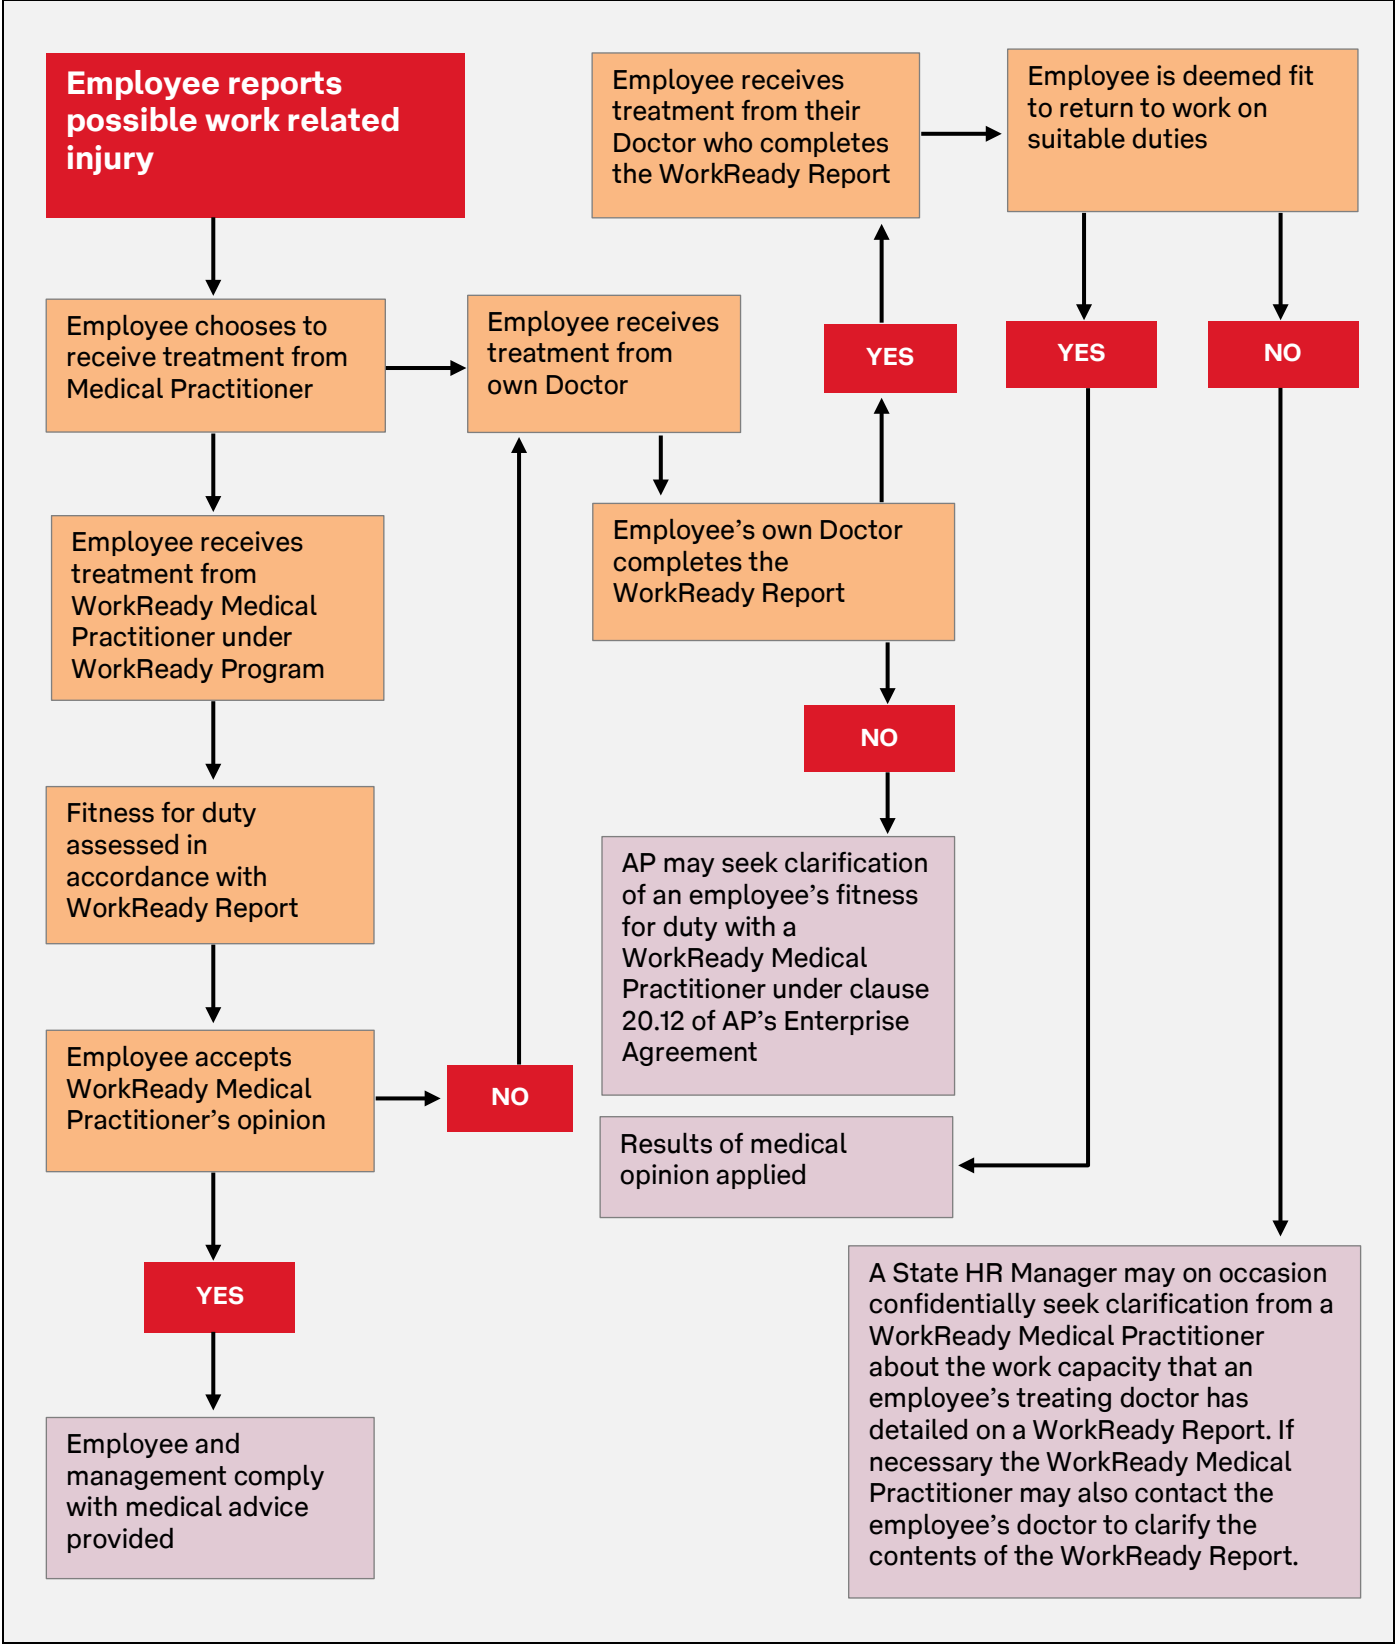 Employee reports
possible work related
injury
Employee chooses to
receive treatment from
Medical Practitioner
Employee receives
treatment from
WorkReady Medical
Practitioner under
WorkReady Program
Fitness for duty
assessed in
accordance with
WorkReady Report
Employee accepts
WorkReady Medical
Practitioner’s opinion
YES
Employee and
management comply
with medical advice
provided
NO
Employee receives
treatment from
own Doctor
Employee’s own Doctor
completes the
WorkReady Report
YES
Employee receives
treatment from their
Doctor who completes
the WorkReady Report
NO
AP may seek clarification
of an employee’s fitness
for duty with a
WorkReady Medical
Practitioner under clause
20.12 of AP’s Enterprise
Agreement
Employee is deemed fit
to return to work on
suitable duties
YES
Results of medical
opinion applied
NO
A State HR Manager may on occasion
confidentially seek clarification from a
WorkReady Medical Practitioner
about the work capacity that an
employee’s treating doctor has
detailed on a WorkReady Report. If
necessary the WorkReady Medical
Practitioner may also contact the
employee’s doctor to clarify the
contents of the WorkReady Report.